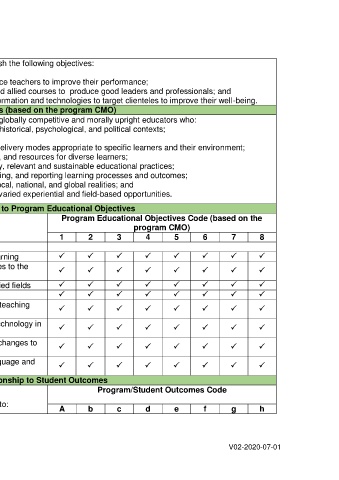 sh the following objectives:
ce teachers to improve their performance;
d allied courses to produce good leaders and professionals; and
ormation and technologies to target clienteles to improve their well-being.
s (based on the program CMO)
globally competitive and morally upright educators who:
historical, psychological, and political contexts;
elivery modes appropriate to specific learners and their environment;
, and resources for diverse learners;
y, relevant and sustainable educational practices;
ing, and reporting learning processes and outcomes;
ocal, national, and global realities; and
varied experiential and field-based opportunities.
to Program Educational Objectives
Program Educational Objectives Code (based on the
program CMO)
1 2 3 4 5 6 7 8
rning ✓ ✓ ✓ ✓ ✓ ✓ ✓ ✓
es to the ✓ ✓ ✓ ✓ ✓ ✓ ✓ ✓
ied fields ✓ ✓ ✓ ✓ ✓ ✓ ✓ ✓
✓ ✓ ✓ ✓ ✓ ✓ ✓ ✓
teaching ✓ ✓ ✓ ✓ ✓ ✓ ✓ ✓
chnology in ✓ ✓ ✓ ✓ ✓ ✓ ✓ ✓
changes to ✓ ✓ ✓ ✓ ✓ ✓ ✓ ✓
guage and ✓ ✓ ✓ ✓ ✓ ✓ ✓ ✓
onship to Student Outcomes
Program/Student Outcomes Code
to:
A b c d e f g h
V02-2020-07-01